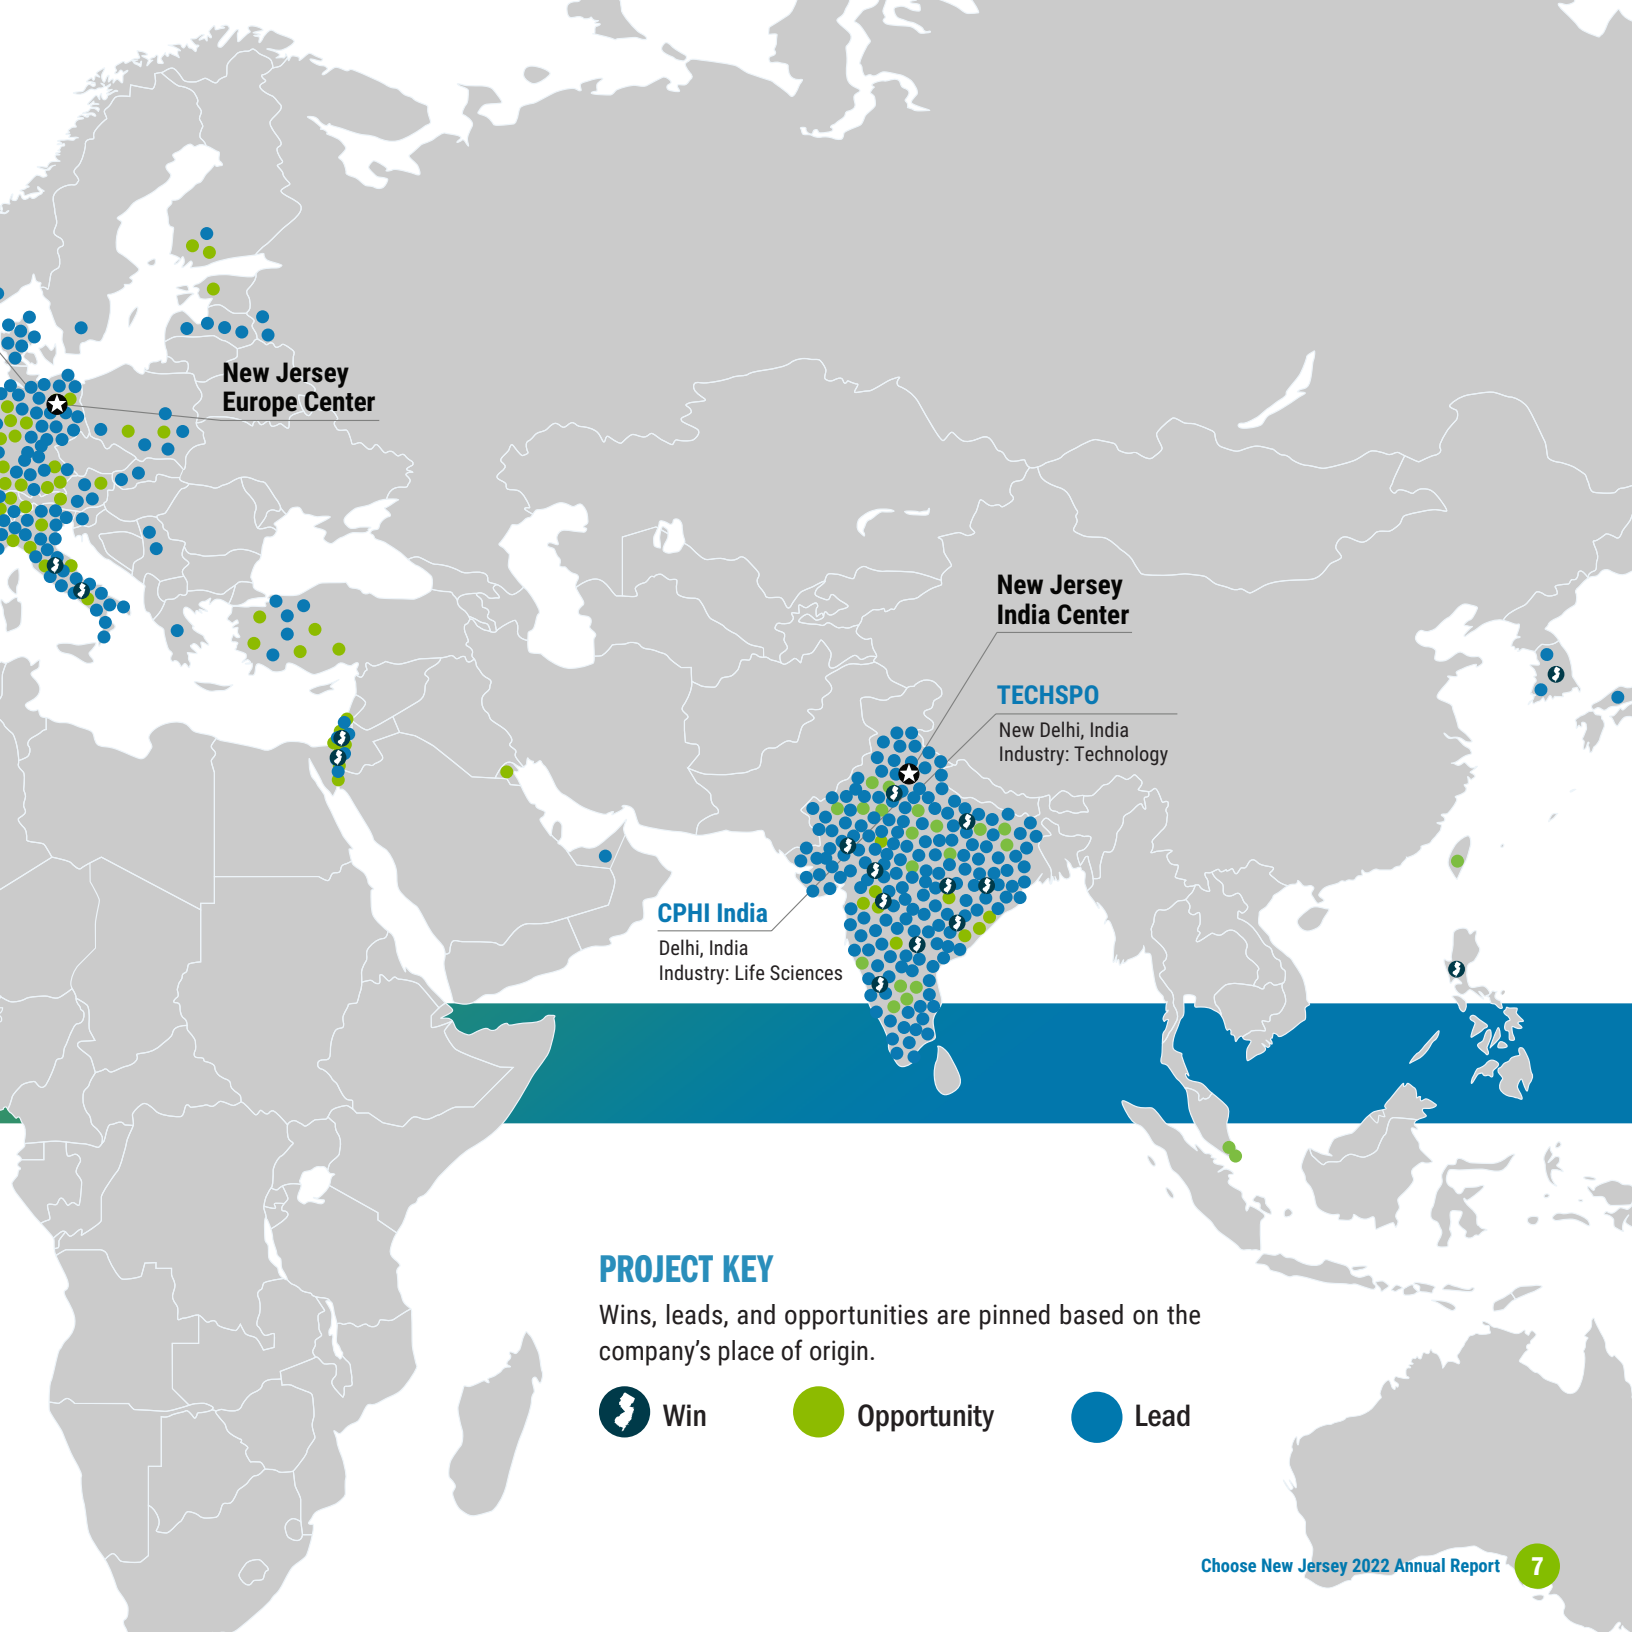 New Jersey
Europe Center
New Jersey
India Center
TECHSPO
New Delhi, India
Industry: Technology
CPHI India
Delhi, India
Industry: Life Sciences
PROJECT KEY
Wins, leads, and opportunities are pinned based on the
company’s place of origin.
Win
Opportunity
Lead
Choose New Jersey 2022 Annual Report
7